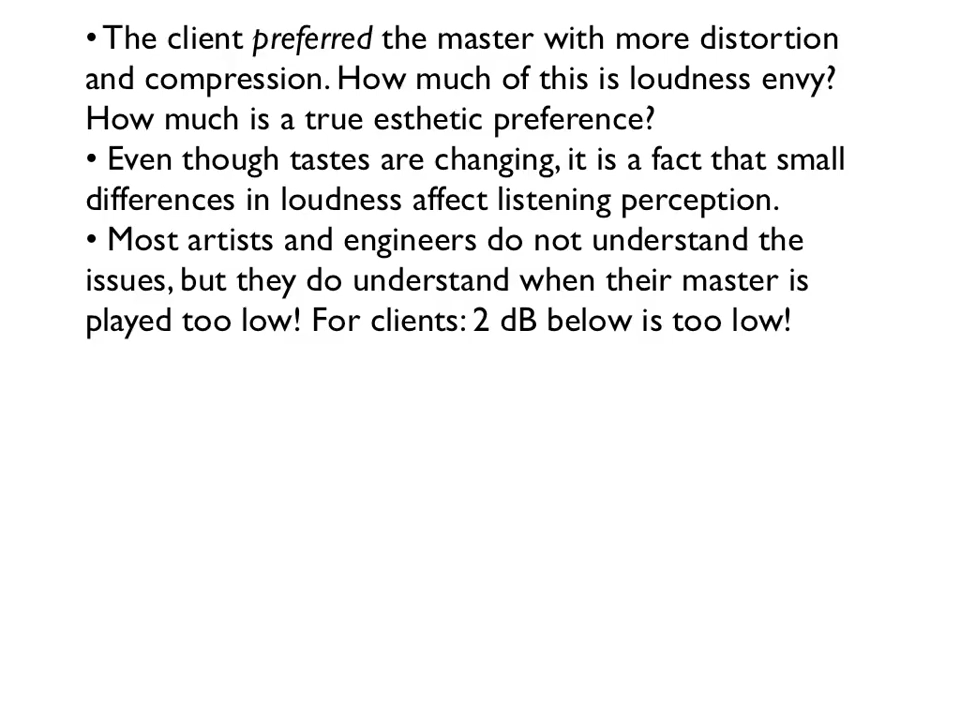 • The client preferred the master with more distortion
and compression. How much of this is loudness envy?
How much is a true esthetic preference?
• Even though tastes are changing, it is a fact that small
differences in loudness affect listening perception.
• Most artists and engineers do not understand the
issues, but they do understand when their master is
played too low! For clients: 2 dB below is too low!